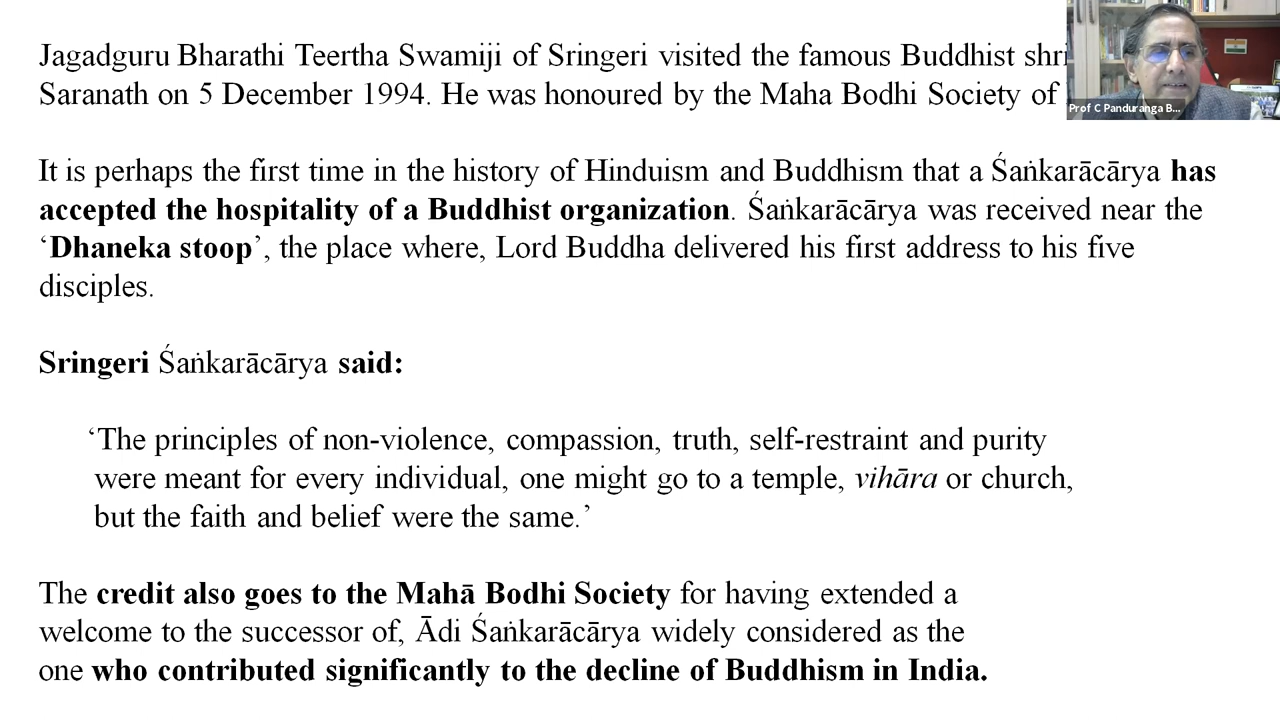 Jagadguru Bharathi Teertha Swamiji of Sringeri visited the famous Buddhist
Saranath on 5 December 1994. He was honoured by the Maha Bodhi Society of
Prof C Panduranga B...
It is perhaps the first time in the history of Hinduism and Buddhism that a Śaṅkarācārya has
accepted the hospitality of a Buddhist organization. Śaṅkarācārya was received near the
‘Dhaneka stoop’, the place where, Lord Buddha delivered his first address to his five
disciples.
Sringeri Śaṅkarācārya said:
‘The principles of non-violence, compassion, truth, self-restraint and purity
were meant for every individual, one might go to a temple, vihāra or church,
but the faith and belief were the same.’
The credit also goes to the Mahā Bodhi Society for having extended a
welcome to the successor of, Ādi Śaṅkarācārya widely considered as the
one who contributed significantly to the decline of Buddhism in India.